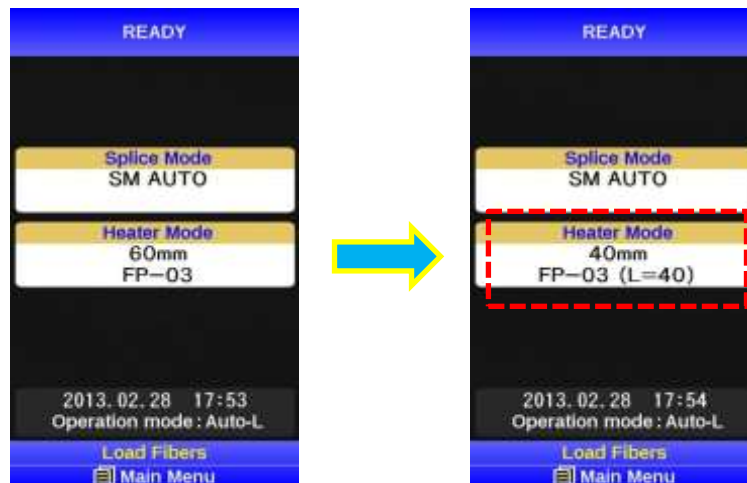 READY
Splice Mode
SM AUTO
Heater Mode
60mm
FP-03
2013. 02. 28 17:53
Operation mode : Auto-L
Load Fibers
Main Menu
READY
Splice Mode
SM AUTO
Heater Mode
40mm
FP-03 (L=40)
2013. 02. 28 17:54
Operation mode : Auto-L
Load Fibers
Main Menu